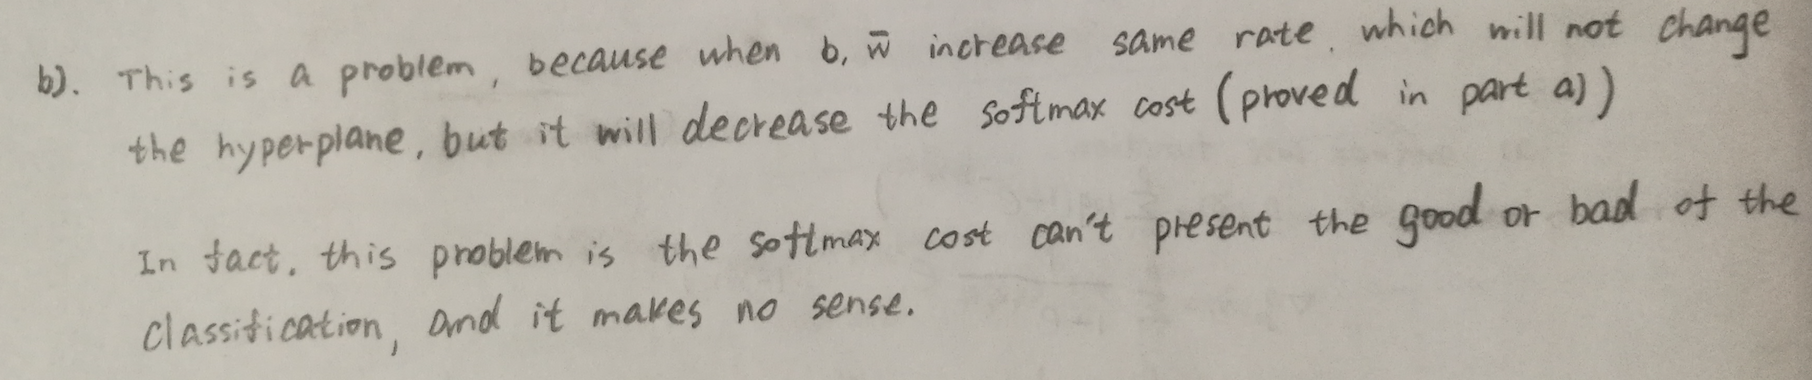 b). This is a problem, because when b, w̄ increase same rate. which will not change
the hyperplane, but it will decrease the softmax cost (proved in part a))
In fact. this problem is the softmax cost can't present the good or bad of the
classification, and it makes no sense.